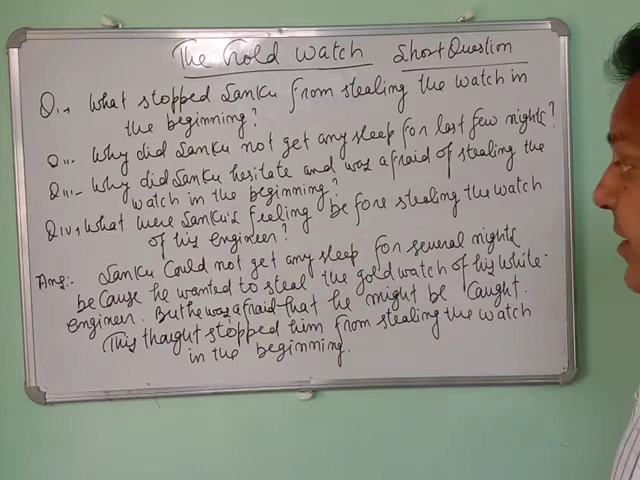 The Gold Watch Short Question
Q.i, What stopped Sanku from stealing the watch in
the beginning?
Q ii. Why did Sanku not get any sleep for last few nights?
Q iii- Why did Sanku hesitate and was afraid of stealing the
watch in the beginning?
Q iv, What were Sanku's feeling before stealing the watch
of his engineer?
Ans:- Sanku Could not get any sleep for several nights
because he wanted to steal the gold watch of his white-
engineer. But he was afraid that he might be caught.
This thought stopped him from stealing the watch
in the beginning.